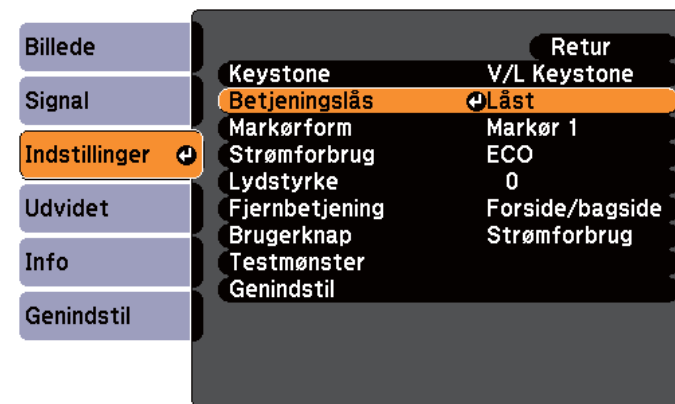 Billede
Signal
Indstillinger
Udvidet
Info
Genindstil
Retur
Keystone V/L Keystone
Betjeningslås Låst
Markørform Markør 1
Strømforbrug ECO
Lydstyrke 0
Fjernbetjening Forside/bagside
Brugerknap Strømforbrug
Testmønster
Genindstil